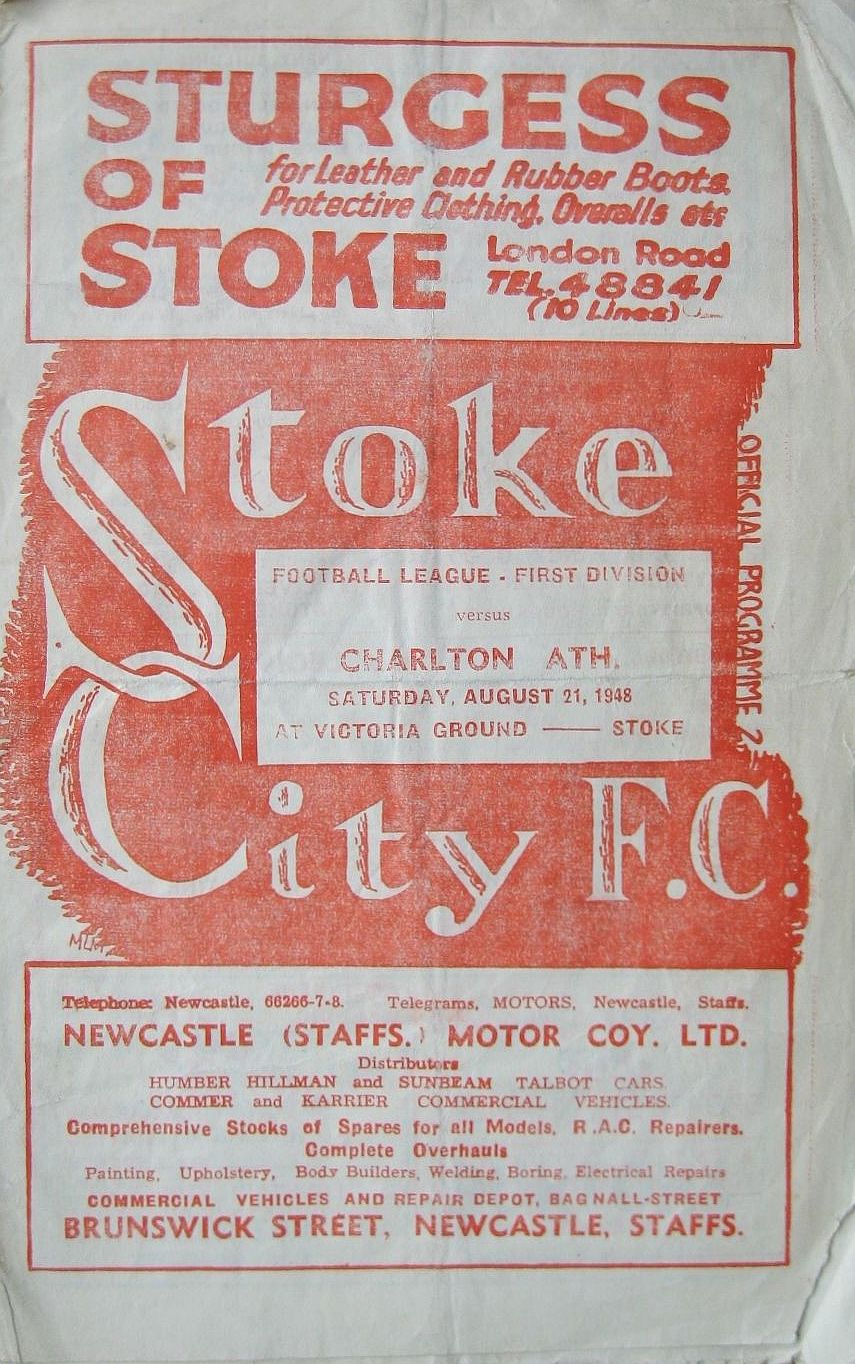 STURGESS
OF
STOKE
for Leather and Rubber Boots.
Protective Clothing, Overalls etc
London Road
TEL. 48841
(10 Lines)
Stoke
OFFICIAL PROGRAMME 2
FOOTBALL LEAGUE - FIRST DIVISION
versus
CHARLTON ATH.
SATURDAY, AUGUST 21, 1948
AT VICTORIA GROUND —— STOKE
City F.C.
Telephone: Newcastle, 66266-7-8. Telegrams, MOTORS, Newcastle, Staffs.
NEWCASTLE (STAFFS.) MOTOR COY. LTD.
Distributors
HUMBER HILLMAN and SUNBEAM TALBOT CARS.
COMMER and KARRIER COMMERCIAL VEHICLES.
Comprehensive Stocks of Spares for all Models. R.A.C. Repairers.
Complete Overhauls
Painting, Upholstery, Body Builders, Welding, Boring, Electrical Repairs
COMMERCIAL VEHICLES AND REPAIR DEPOT, BAGNALL-STREET
BRUNSWICK STREET, NEWCASTLE, STAFFS.